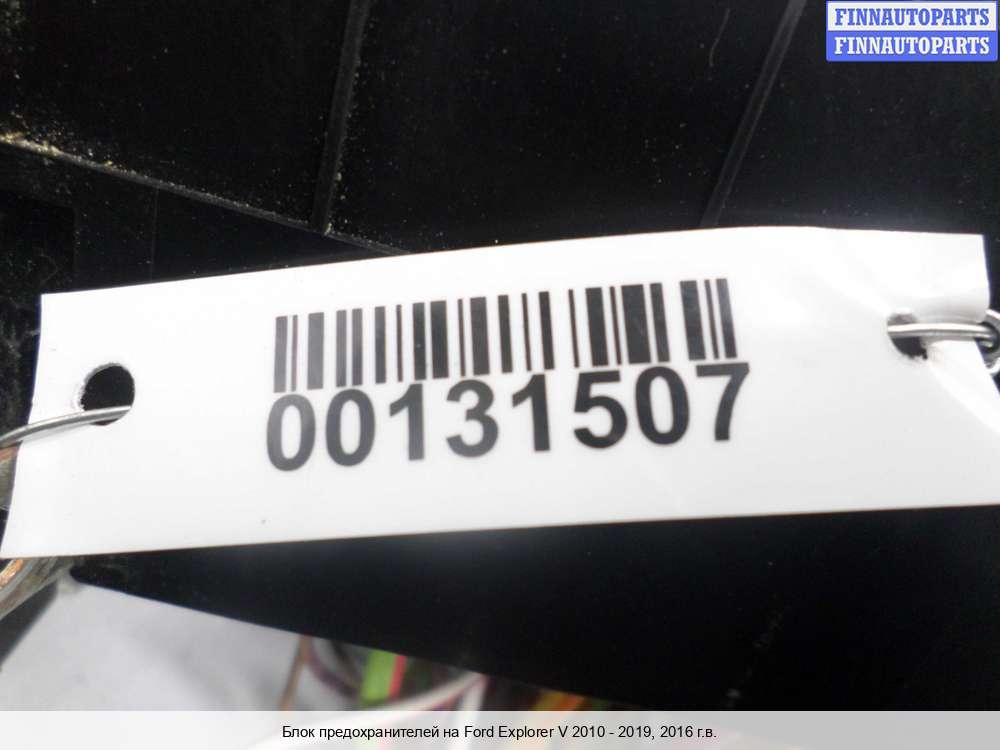 FINNAUTOPARTS
FINNAUTOPARTS
00131507
Блок предохранителей на Ford Explorer V 2010 - 2019, 2016 г.в.